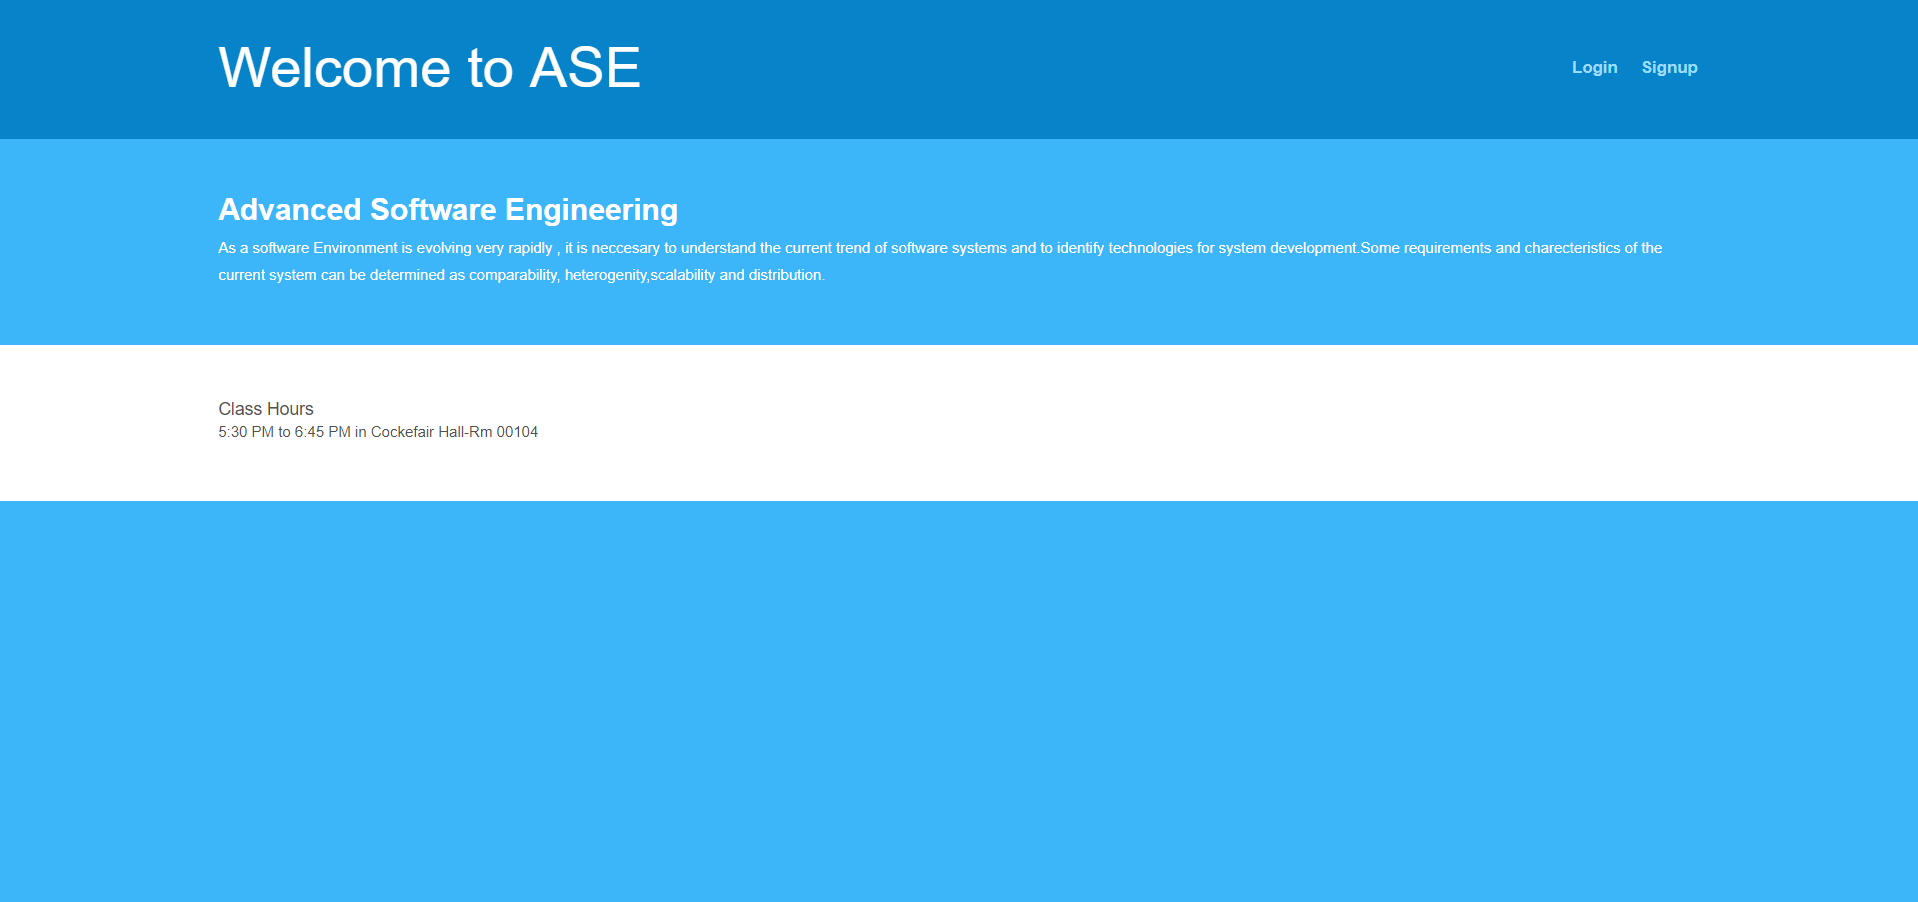 Welcome to ASE
Login Signup
Advanced Software Engineering
As a software Environment is evolving very rapidly , it is neccesary to understand the current trend of software systems and to identify technologies for system development.Some requirements and charecteristics of the
current system can be determined as comparability, heterogenity,scalability and distribution.
Class Hours
5:30 PM to 6:45 PM in Cockefair Hall-Rm 00104